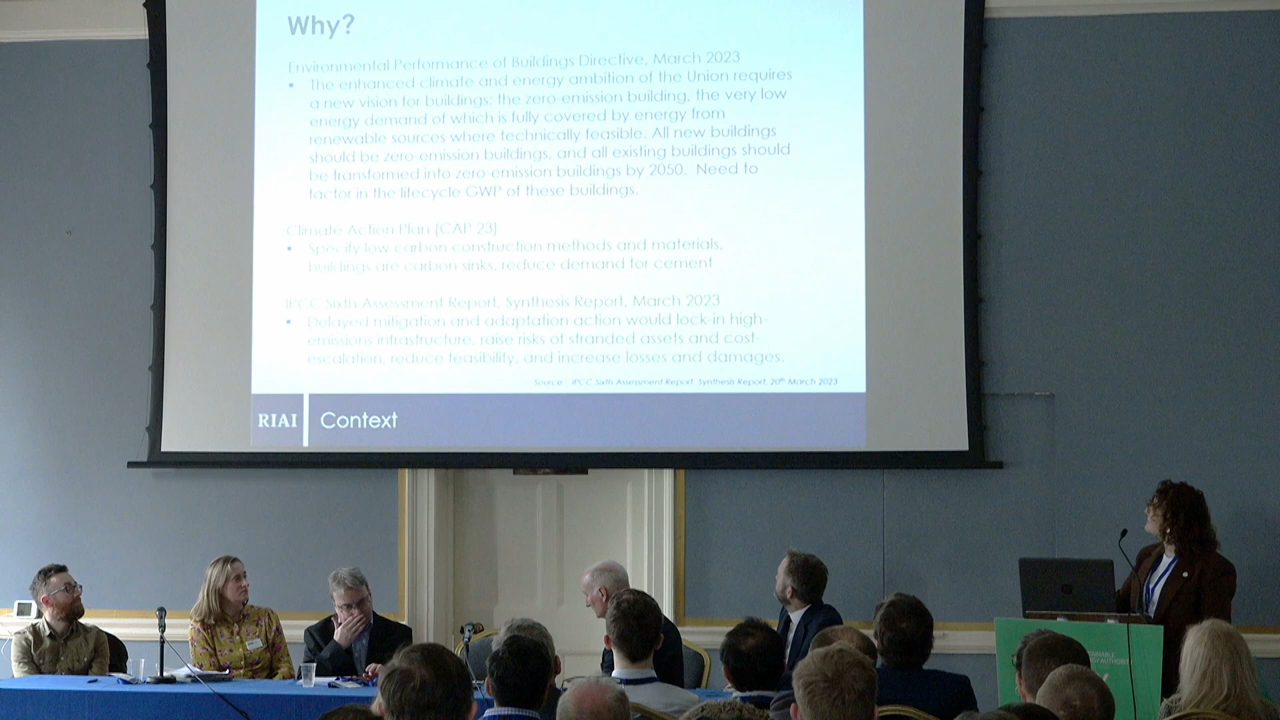 Why?
Environmental Performance of Buildings Directive, March 2023
▪ The enhanced climate and energy ambition of the Union requires
a new vision for buildings: the zero-emission building, the very low
energy demand of which is fully covered by energy from
renewable sources where technically feasible. All new buildings
should be zero-emission buildings, and all existing buildings should
be transformed into zero-emission buildings by 2050. Need to
factor in the lifecycle GWP of these buildings.
Climate Action Plan (CAP 23)
▪ Specify low carbon construction methods and materials,
buildings are carbon sinks, reduce demand for cement
IPCC Sixth Assessment Report, Synthesis Report, March 2023
▪ Delayed mitigation and adaptation action would lock-in high-
emissions infrastructure, raise risks of stranded assets and cost-
escalation, reduce feasibility, and increase losses and damages.
Source: IPCC Sixth Assessment Report, Synthesis Report, 20th March 2023
RIAI
Context